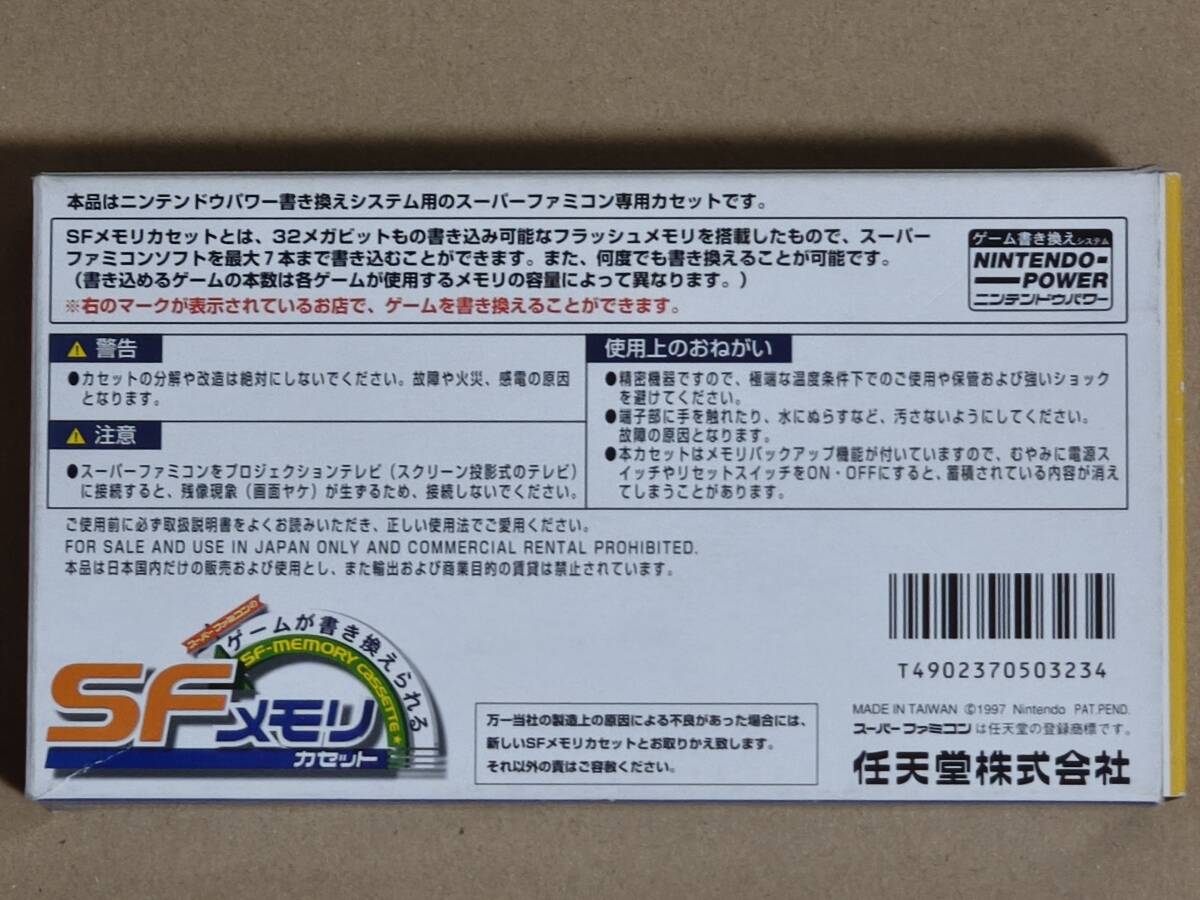 本品はニンテンドウパワー書き換えシステム用のスーパーファミコン専用カセットです。
SFメモリカセットとは、32メガビットもの書き込み可能なフラッシュメモリを搭載したもので、スーパー
ファミコンソフトを最大7本まで書き込むことができます。また、何度でも書き換えることが可能です。
（書き込めるゲームの本数は各ゲームが使用するメモリの容量によって異なります。）
※右のマークが表示されているお店で、ゲームを書き換えることができます。
ゲーム書き換えシステム
NINTENDO
POWER
ニンテンドウパワー
警告
●カセットの分解や改造は絶対にしないでください。故障や火災、感電の原因
となります。
注意
●スーパーファミコンをプロジェクションテレビ（スクリーン投影式のテレビ）
に接続すると、残像現象（画面ヤケ）が生ずるため、接続しないでください。
使用上のおねがい
●精密機器ですので、極端な温度条件下でのご使用や保管および強いショック
を避けてください。
●端子部に手を触れたり、水にぬらすなど、汚さないようにしてください。
故障の原因となります。
●本カセットはメモリバックアップ機能が付いていますので、むやみに電源ス
イッチやリセットスイッチをON・OFFにすると、蓄積されている内容が消え
てしまうことがあります。
ご使用前に必ず取扱説明書をよくお読みいただき、正しい使用法でご愛用ください。
FOR SALE AND USE IN JAPAN ONLY AND COMMERCIAL RENTAL PROHIBITED.
本品は日本国内だけの販売および使用とし、また輸出および商業目的の賃貸は禁止されています。
スーパーファミコンの
ゲームが書き換えられる
SF-MEMORY CASSETTE★
SFメモリ
カセット
万一当社の製造上の原因による不良があった場合には、
新しいSFメモリカセットとお取りかえ致します。
それ以外の責はご容赦ください。
T4902370503234
MADE IN TAIWAN ©1997 Nintendo PAT.PEND.
スーパーファミコンは任天堂の登録商標です。
任天堂株式会社